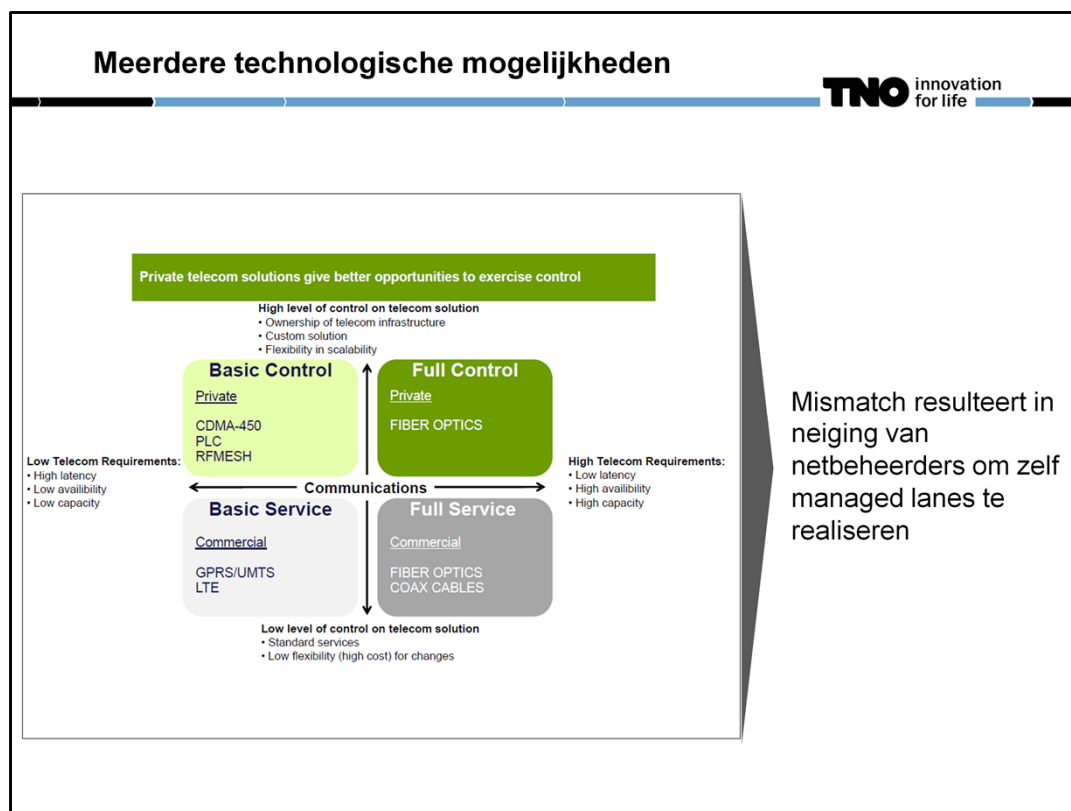 Meerdere technologische mogelijkheden
TNO innovation
for life
Private telecom solutions give better opportunities to exercise control
High level of control on telecom solution
• Ownership of telecom infrastructure
• Custom solution
• Flexibility in scalability
Basic Control
Private
CDMA-450
PLC
RFMESH
Full Control
Private
FIBER OPTICS
Low Telecom Requirements:
• High latency
• Low availibility
• Low capacity
Communications
High Telecom Requirements:
• Low latency
• High availibility
• High capacity
Basic Service
Commercial
GPRS/UMTS
LTE
Full Service
Commercial
FIBER OPTICS
COAX CABLES
Low level of control on telecom solution
• Standard services
• Low flexibility (high cost) for changes
Mismatch resulteert in
neiging van
netbeheerders om zelf
managed lanes te
realiseren